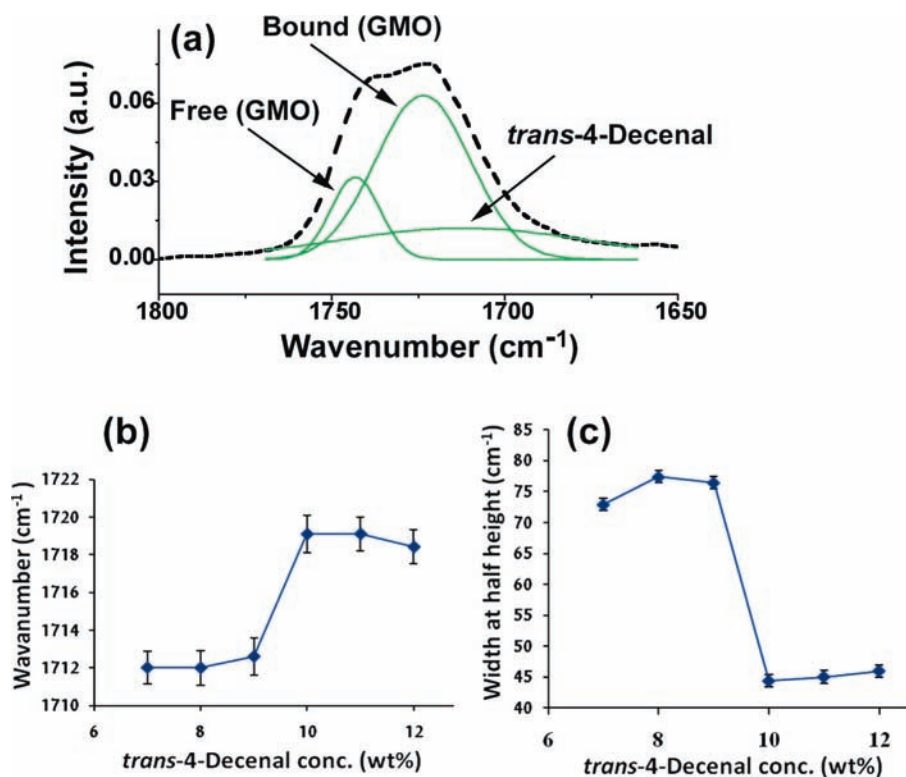 (a)
Bound (GMO)
Free (GMO)
trans-4-Decenal
Intensity (a.u.)
0.06
0.03
0.00
1800 1750 1700 1650
Wavenumber (cm⁻¹)
(b)
Wavanumber (cm⁻¹)
1722
1720
1718
1716
1714
1712
1710
6 8 10 12
trans-4-Decenal conc. (wt%)
(c)
Width at half height (cm⁻¹)
85
80
75
70
65
60
55
50
45
40
6 8 10 12
trans-4-Decenal conc. (wt%)